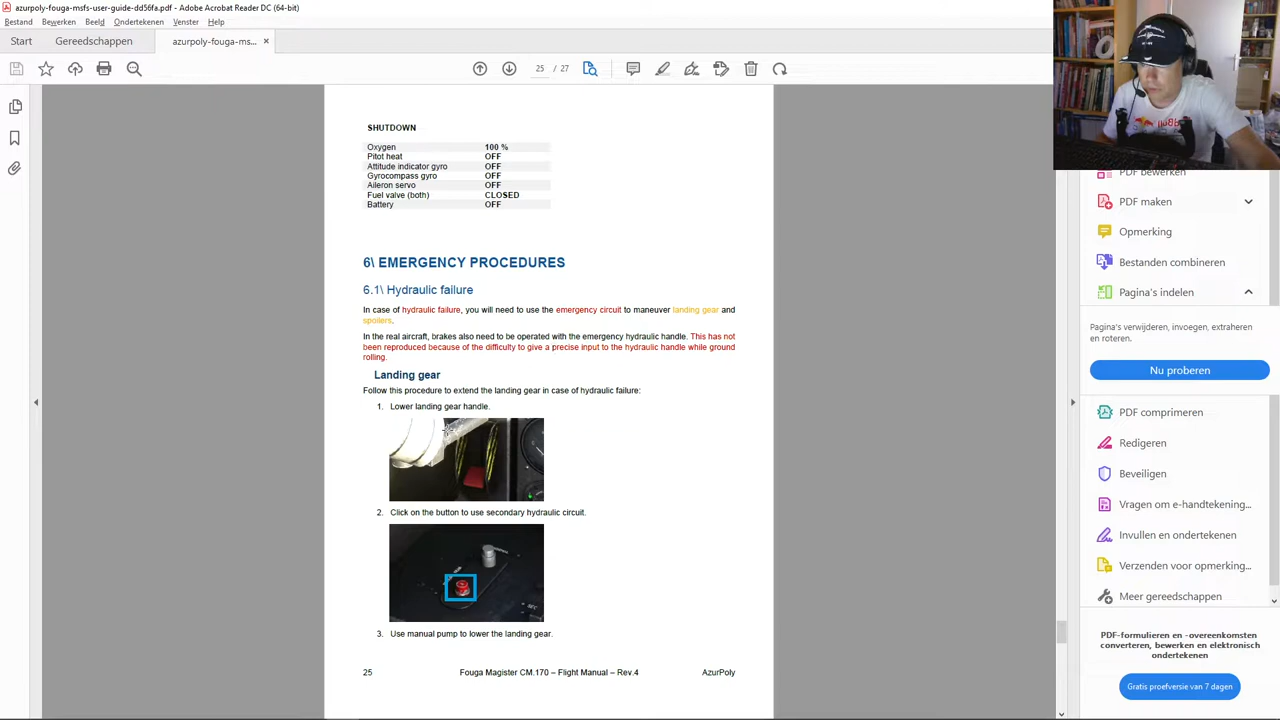 azurpoly-fouga-msfs-user-guide-dd56fa.pdf - Adobe Acrobat Reader DC (64-bit)
Bestand Bewerken Beeld Ondertekenen Venster Help
Start Gereedschappen azurpoly-fouga-ms... ×
25 / 27
SHUTDOWN
Oxygen 100 %
Pitot heat OFF
Attitude indicator gyro OFF
Gyrocompass gyro OFF
Aileron servo OFF
Fuel valve (both) CLOSED
Battery OFF
6\ EMERGENCY PROCEDURES
6.1\ Hydraulic failure
In case of hydraulic failure, you will need to use the emergency circuit to maneuver landing gear and
spoilers.
In the real aircraft, brakes also need to be operated with the emergency hydraulic handle. This has not
been reproduced because of the difficulty to give a precise input to the hydraulic handle while ground
rolling.
Landing gear
Follow this procedure to extend the landing gear in case of hydraulic failure:
1. Lower landing gear handle.
2. Click on the button to use secondary hydraulic circuit.
SEC
3. Use manual pump to lower the landing gear.
25 Fouga Magister CM.170 – Flight Manual – Rev.4 AzurPoly
PDF bewerken
PDF maken
Opmerking
Bestanden combineren
Pagina's indelen
Pagina's verwijderen, invoegen, extraheren
en roteren.
Nu proberen
PDF comprimeren
Redigeren
Beveiligen
Vragen om e-handtekening...
Invullen en ondertekenen
Verzenden voor opmerking...
Meer gereedschappen
PDF-formulieren en -overeenkomsten
converteren, bewerken en elektronisch
ondertekenen
Gratis proefversie van 7 dagen